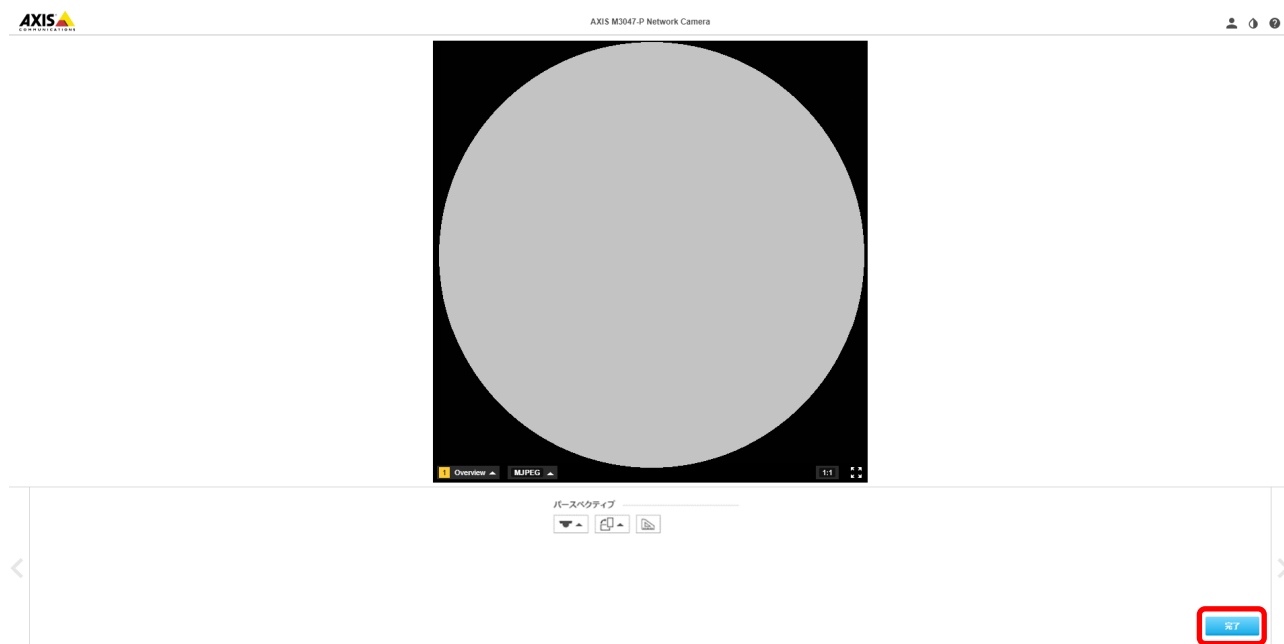 AXIS
COMMUNICATIONS
AXIS M3047-P Network Camera
1 Overview MJPEG 1:1
パースペクティブ
完了